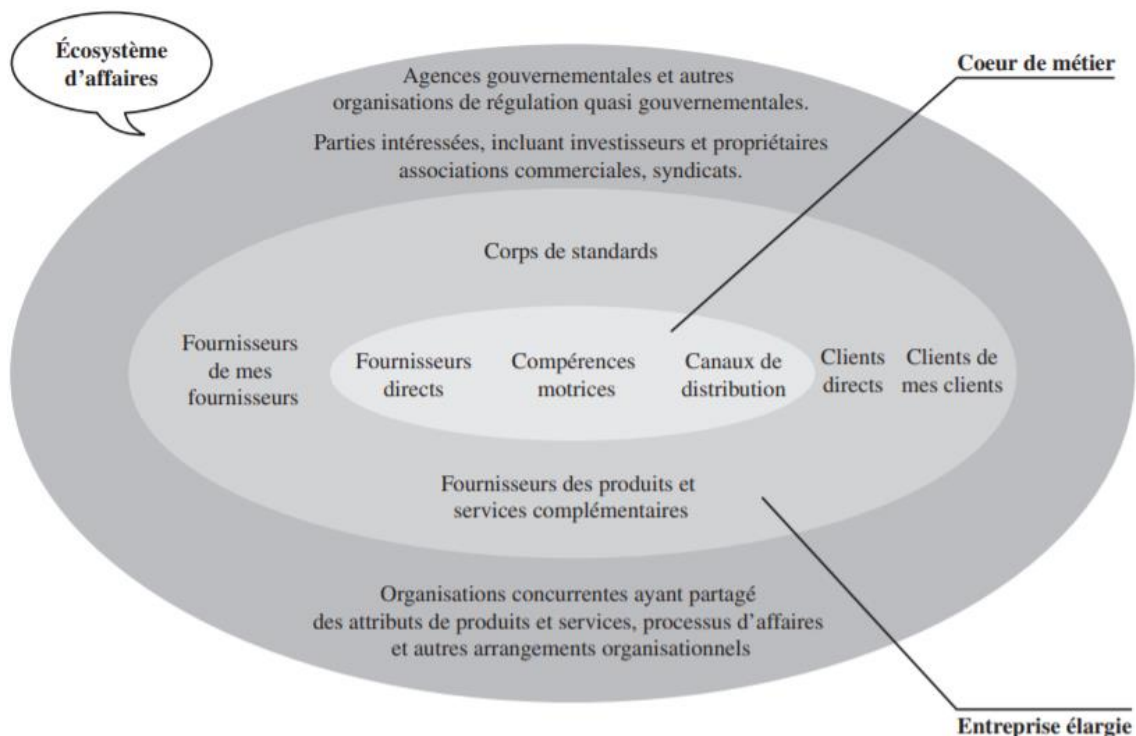 Écosystème
d'affaires
Coeur de métier
Agences gouvernementales et autres
organisations de régulation quasi gouvernementales.
Parties intéressées, incluant investisseurs et propriétaires
associations commerciales, syndicats.
Corps de standards
Fournisseurs
de mes
fournisseurs
Fournisseurs
directs
Compérences
motrices
Canaux de
distribution
Clients
directs
Clients de
mes clients
Fournisseurs des produits et
services complémentaires
Organisations concurrentes ayant partagé
des attributs de produits et services, processus d'affaires
et autres arrangements organisationnels
Entreprise élargie